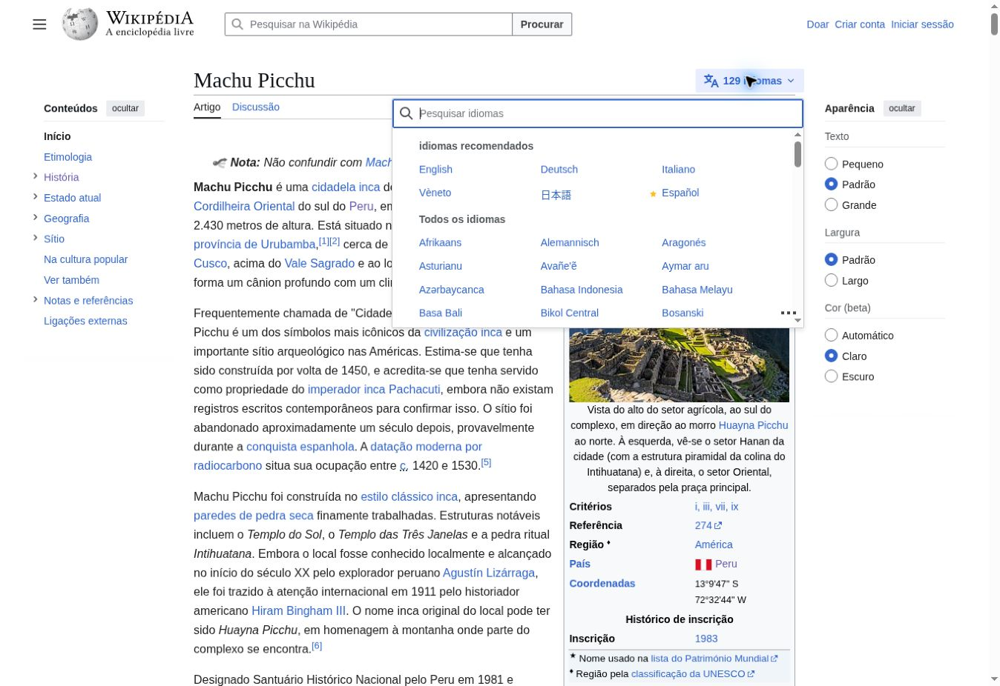 WIKIPÉDIA
A enciclopédia livre
Pesquisar na Wikipédia
Procurar
Doar Criar conta Iniciar sessão
Machu Picchu
129
Artigo Discussão
Conteúdos ocultar
Início
Etimologia
História
Estado atual
Geografia
Sítio
Na cultura popular
Ver também
Notas e referências
Ligações externas
Pesquisar idiomas
idiomas recomendados
English Deutsch Italiano
Vèneto 日本語 Español
Todos os idiomas
Afrikaans Alemannisch Aragonés
Asturianu Avañe'ẽ Aymar aru
Azərbaycanca Bahasa Indonesia Bahasa Melayu
Basa Bali Bikol Central Bosanski
Nota: Não confundir com
Machu Picchu é uma cidadela inca
Cordilheira Oriental do sul do Peru,
2.430 metros de altura. Está situado
província de Urubamba,[1][2] cerca de
Cusco, acima do Vale Sagrado e ao
forma um cânion profundo com um
Frequentemente chamada de "Cidade
Picchu é um dos símbolos mais icônicos da civilização inca e um
importante sítio arqueológico nas Américas. Estima-se que tenha
sido construída por volta de 1450, e acredita-se que tenha servido
como propriedade do imperador inca Pachacuti, embora não existam
registros escritos contemporâneos para confirmar isso. O sítio foi
abandonado aproximadamente um século depois, provavelmente
durante a conquista espanhola. A datação moderna por
radiocarbono situa sua ocupação entre c. 1420 e 1530.[5]
Machu Picchu foi construída no estilo clássico inca, apresentando
paredes de pedra seca finamente trabalhadas. Estruturas notáveis
incluem o Templo do Sol, o Templo das Três Janelas e a pedra ritual
Intihuatana. Embora o local fosse conhecido localmente e alcançado
no início do século XX pelo explorador peruano Agustín Lizárraga,
ele foi trazido à atenção internacional em 1911 pelo historiador
americano Hiram Bingham III. O nome inca original do local pode ter
sido Huayna Picchu, em homenagem à montanha onde parte do
complexo se encontra.[6]
Designado Santuário Histórico Nacional pelo Peru em 1981 e
Vista do alto do setor agrícola, ao sul do
complexo, em direção ao morro Huayna Picchu
ao norte. À esquerda, vê-se o setor Hanan da
cidade (com a estrutura piramidal da colina do
Intihuatana) e, à direita, o setor Oriental,
separados pela praça principal.
Critérios i, iii, vii, ix
Referência 274
Região ♦ América
País Peru
Coordenadas 13°9'47" S
72°32'44" W
Histórico de inscrição
Inscrição 1983
★ Nome usado na lista do Património Mundial
♦ Região pela classificação da UNESCO
Aparência ocultar
Texto
Pequeno
Padrão
Grande
Largura
Padrão
Largo
Cor (beta)
Automático
Claro
Escuro